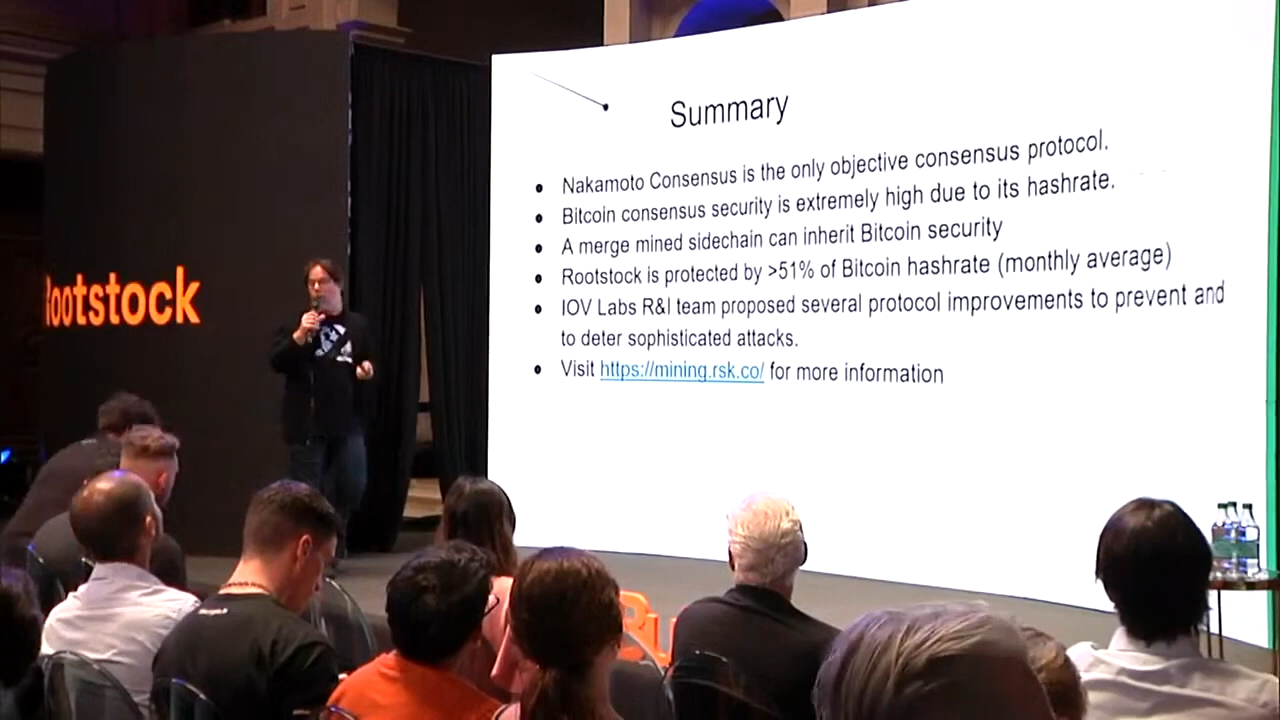 Summary
Nakamoto Consensus is the only objective consensus protocol.
Bitcoin consensus security is extremely high due to its hashrate.
A merge mined sidechain can inherit Bitcoin security
Rootstock is protected by >51% of Bitcoin hashrate (monthly average)
IOV Labs R&I team proposed several protocol improvements to prevent and
to deter sophisticated attacks.
Visit https://mining.rsk.co/ for more information
Rootstock